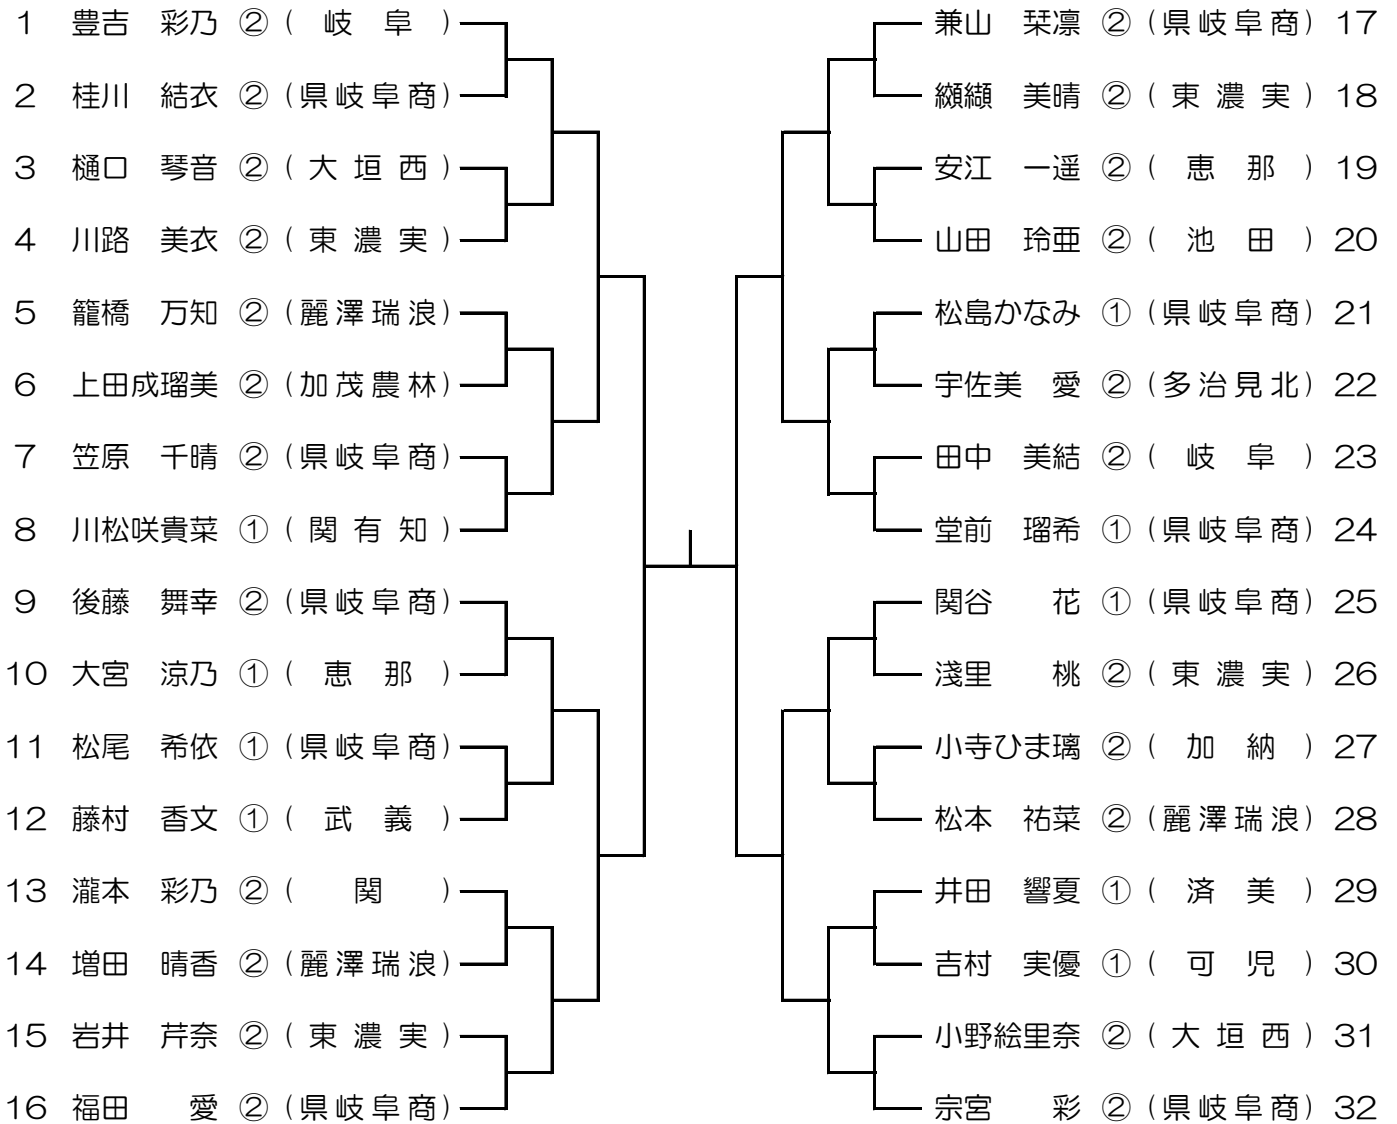 1 豊吉 彩乃 ② ( 岐 阜 )
2 桂川 結衣 ② (県岐阜商)
3 樋口 琴音 ② ( 大 垣 西 )
4 川路 美衣 ② ( 東 濃 実 )
5 籠橋 万知 ② (麗澤瑞浪)
6 上田成瑠美 ② (加茂農林)
7 笠原 千晴 ② (県岐阜商)
8 川松咲貴菜 ① ( 関 有 知 )
9 後藤 舞幸 ② (県岐阜商)
10 大宮 涼乃 ① ( 恵 那 )
11 松尾 希依 ① (県岐阜商)
12 藤村 香文 ① ( 武 義 )
13 瀧本 彩乃 ② ( 関 )
14 増田 晴香 ② (麗澤瑞浪)
15 岩井 芹奈 ② ( 東 濃 実 )
16 福田 愛 ② (県岐阜商)
兼山 栞凛 ② (県岐阜商) 17
纐纈 美晴 ② ( 東 濃 実 ) 18
安江 一遥 ② ( 恵 那 ) 19
山田 玲亜 ② ( 池 田 ) 20
松島かなみ ① (県岐阜商) 21
宇佐美 愛 ② (多治見北) 22
田中 美結 ② ( 岐 阜 ) 23
堂前 瑠希 ① (県岐阜商) 24
関谷 花 ① (県岐阜商) 25
淺里 桃 ② ( 東 濃 実 ) 26
小寺ひま璃 ② ( 加 納 ) 27
松本 祐菜 ② (麗澤瑞浪) 28
井田 響夏 ① ( 済 美 ) 29
吉村 実優 ① ( 可 児 ) 30
小野絵里奈 ② ( 大 垣 西 ) 31
宗宮 彩 ② (県岐阜商) 32